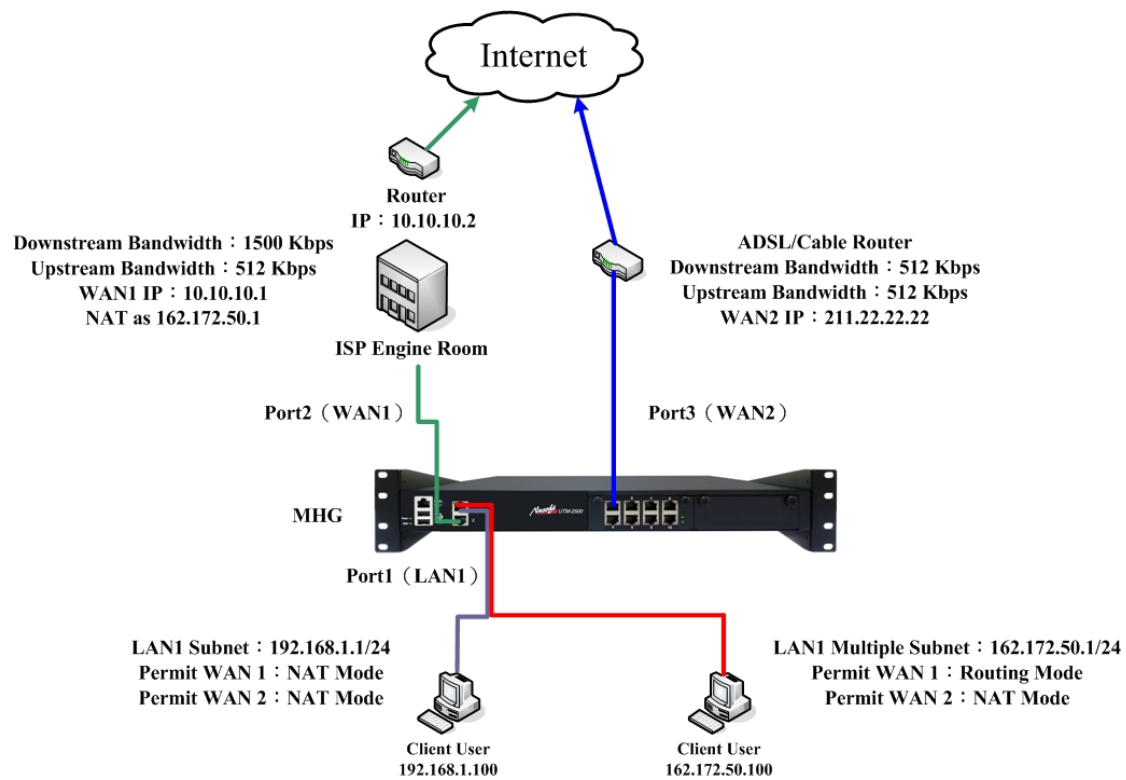 Internet
Router
IP：10.10.10.2
Downstream Bandwidth：1500 Kbps
Upstream Bandwidth：512 Kbps
WAN1 IP：10.10.10.1
NAT as 162.172.50.1
ISP Engine Room
ADSL/Cable Router
Downstream Bandwidth：512 Kbps
Upstream Bandwidth：512 Kbps
WAN2 IP：211.22.22.22
Port2（WAN1）
Port3（WAN2）
MHG
UTM-2500
Port1（LAN1）
LAN1 Subnet：192.168.1.1/24
Permit WAN 1：NAT Mode
Permit WAN 2：NAT Mode
Client User
192.168.1.100
LAN1 Multiple Subnet：162.172.50.1/24
Permit WAN 1：Routing Mode
Permit WAN 2：NAT Mode
Client User
162.172.50.100